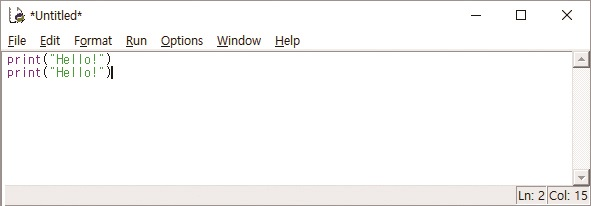 *Untitled*
File Edit Format Run Options Window Help
print("Hello!")
print("Hello!")
Ln: 2 Col: 15